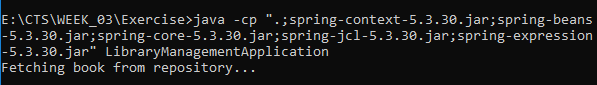 E:\CTS\WEEK_03\Exercise>java -cp ".;spring-context-5.3.30.jar;spring-beans
-5.3.30.jar;spring-core-5.3.30.jar;spring-jcl-5.3.30.jar;spring-expression
-5.3.30.jar" LibraryManagementApplication
Fetching book from repository...